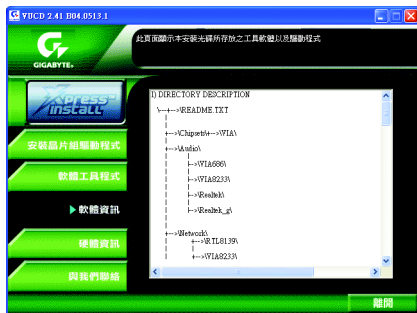 VUCD 2.41 B04.0513.1
GIGABYTE
此頁面顯示本安裝光碟所存放之工具軟體以及驅動程式
Xpress
Install
安裝晶片組驅動程式
軟體工具程式
軟體資訊
硬體資訊
與我們聯絡
I) DIRECTORY DESCRIPTION
\--+-->README.TXT
|
+-->\Chipset\+-->VIA\
|
+-->\Audio\
|
|-->\VIA686\
|
|-->\VIA8233\
|
|-->\Realtek\
|
|-->\Realtek_g\
|
+-->\Network\
+-->\RTL8139\
|
+-->\VIA8233\
離開